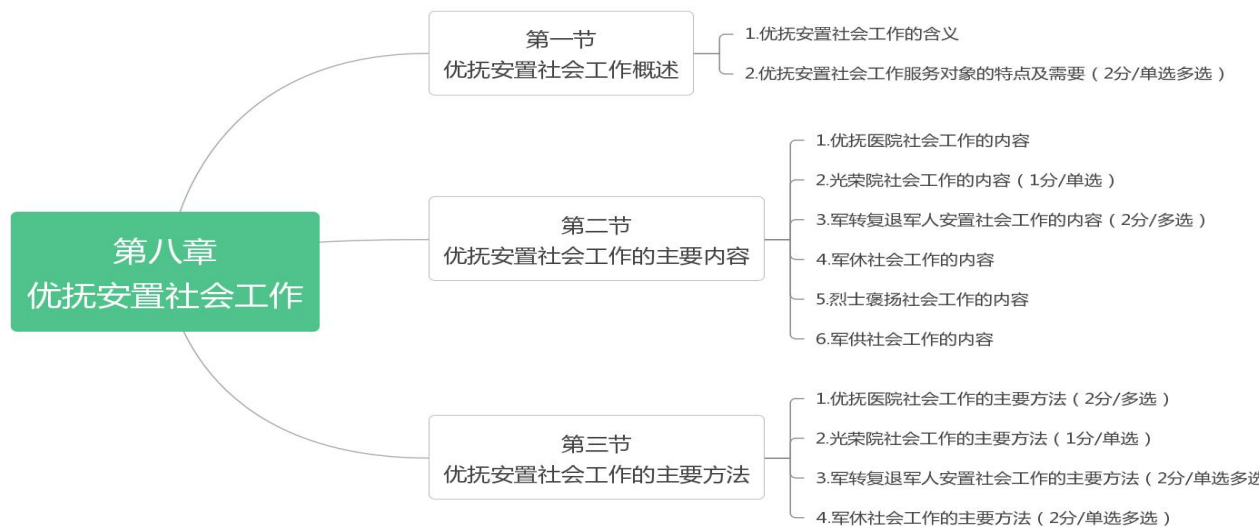 第八章
优抚安置社会工作
第一节
优抚安置社会工作概述
1.优抚安置社会工作的含义
2.优抚安置社会工作服务对象的特点及需要（2分/单选多选）
第二节
优抚安置社会工作的主要内容
1.优抚医院社会工作的内容
2.光荣院社会工作的内容（1分/单选）
3.军转复退军人安置社会工作的内容（2分/多选）
4.军休社会工作的内容
5.烈士褒扬社会工作的内容
6.军供社会工作的内容
第三节
优抚安置社会工作的主要方法
1.优抚医院社会工作的主要方法（2分/多选）
2.光荣院社会工作的主要方法（1分/单选）
3.军转复退军人安置社会工作的主要方法（2分/单选多选
4.军休社会工作的主要方法（2分/单选多选）